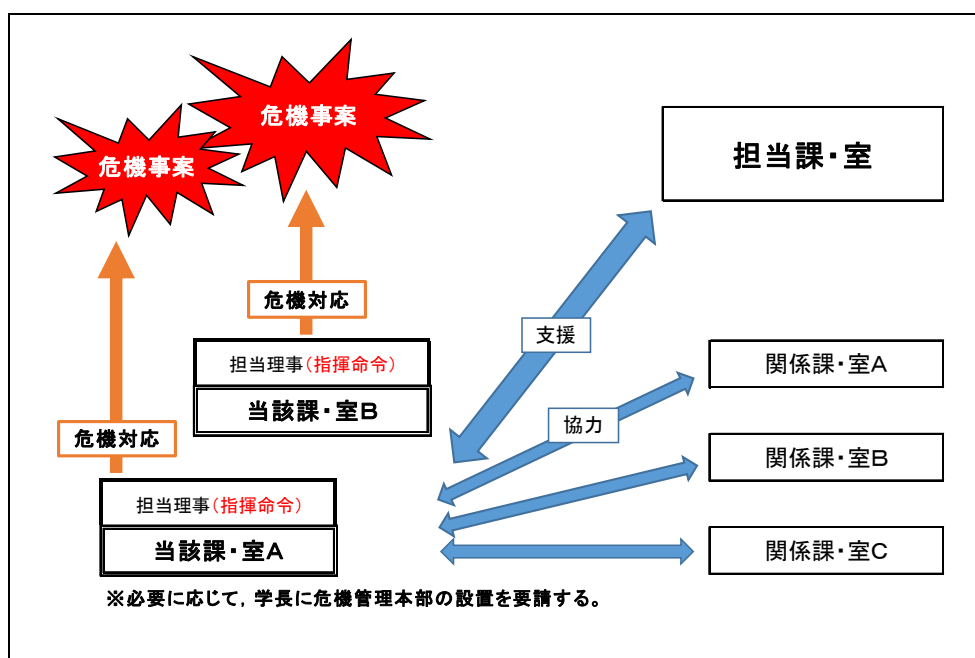 危機事案
危機事案
担当課・室
危機対応
支援
担当理事(指揮命令)
当該課・室B
関係課・室A
協力
危機対応
関係課・室B
担当理事(指揮命令)
当該課・室A
関係課・室C
※必要に応じて,学長に危機管理本部の設置を要請する。